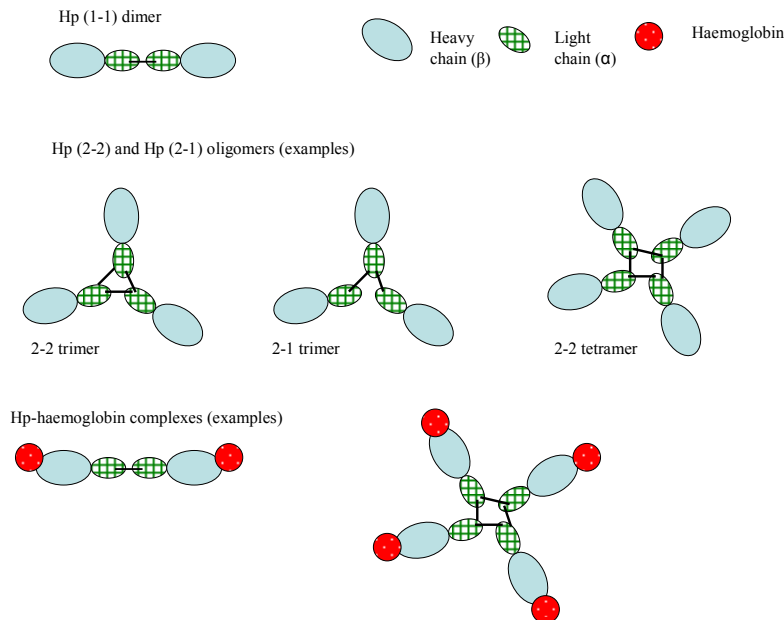 Hp (1-1) dimer
Heavy
chain (β)
Light
chain (α)
Haemoglobin
Hp (2-2) and Hp (2-1) oligomers (examples)
2-2 trimer
2-1 trimer
2-2 tetramer
Hp-haemoglobin complexes (examples)